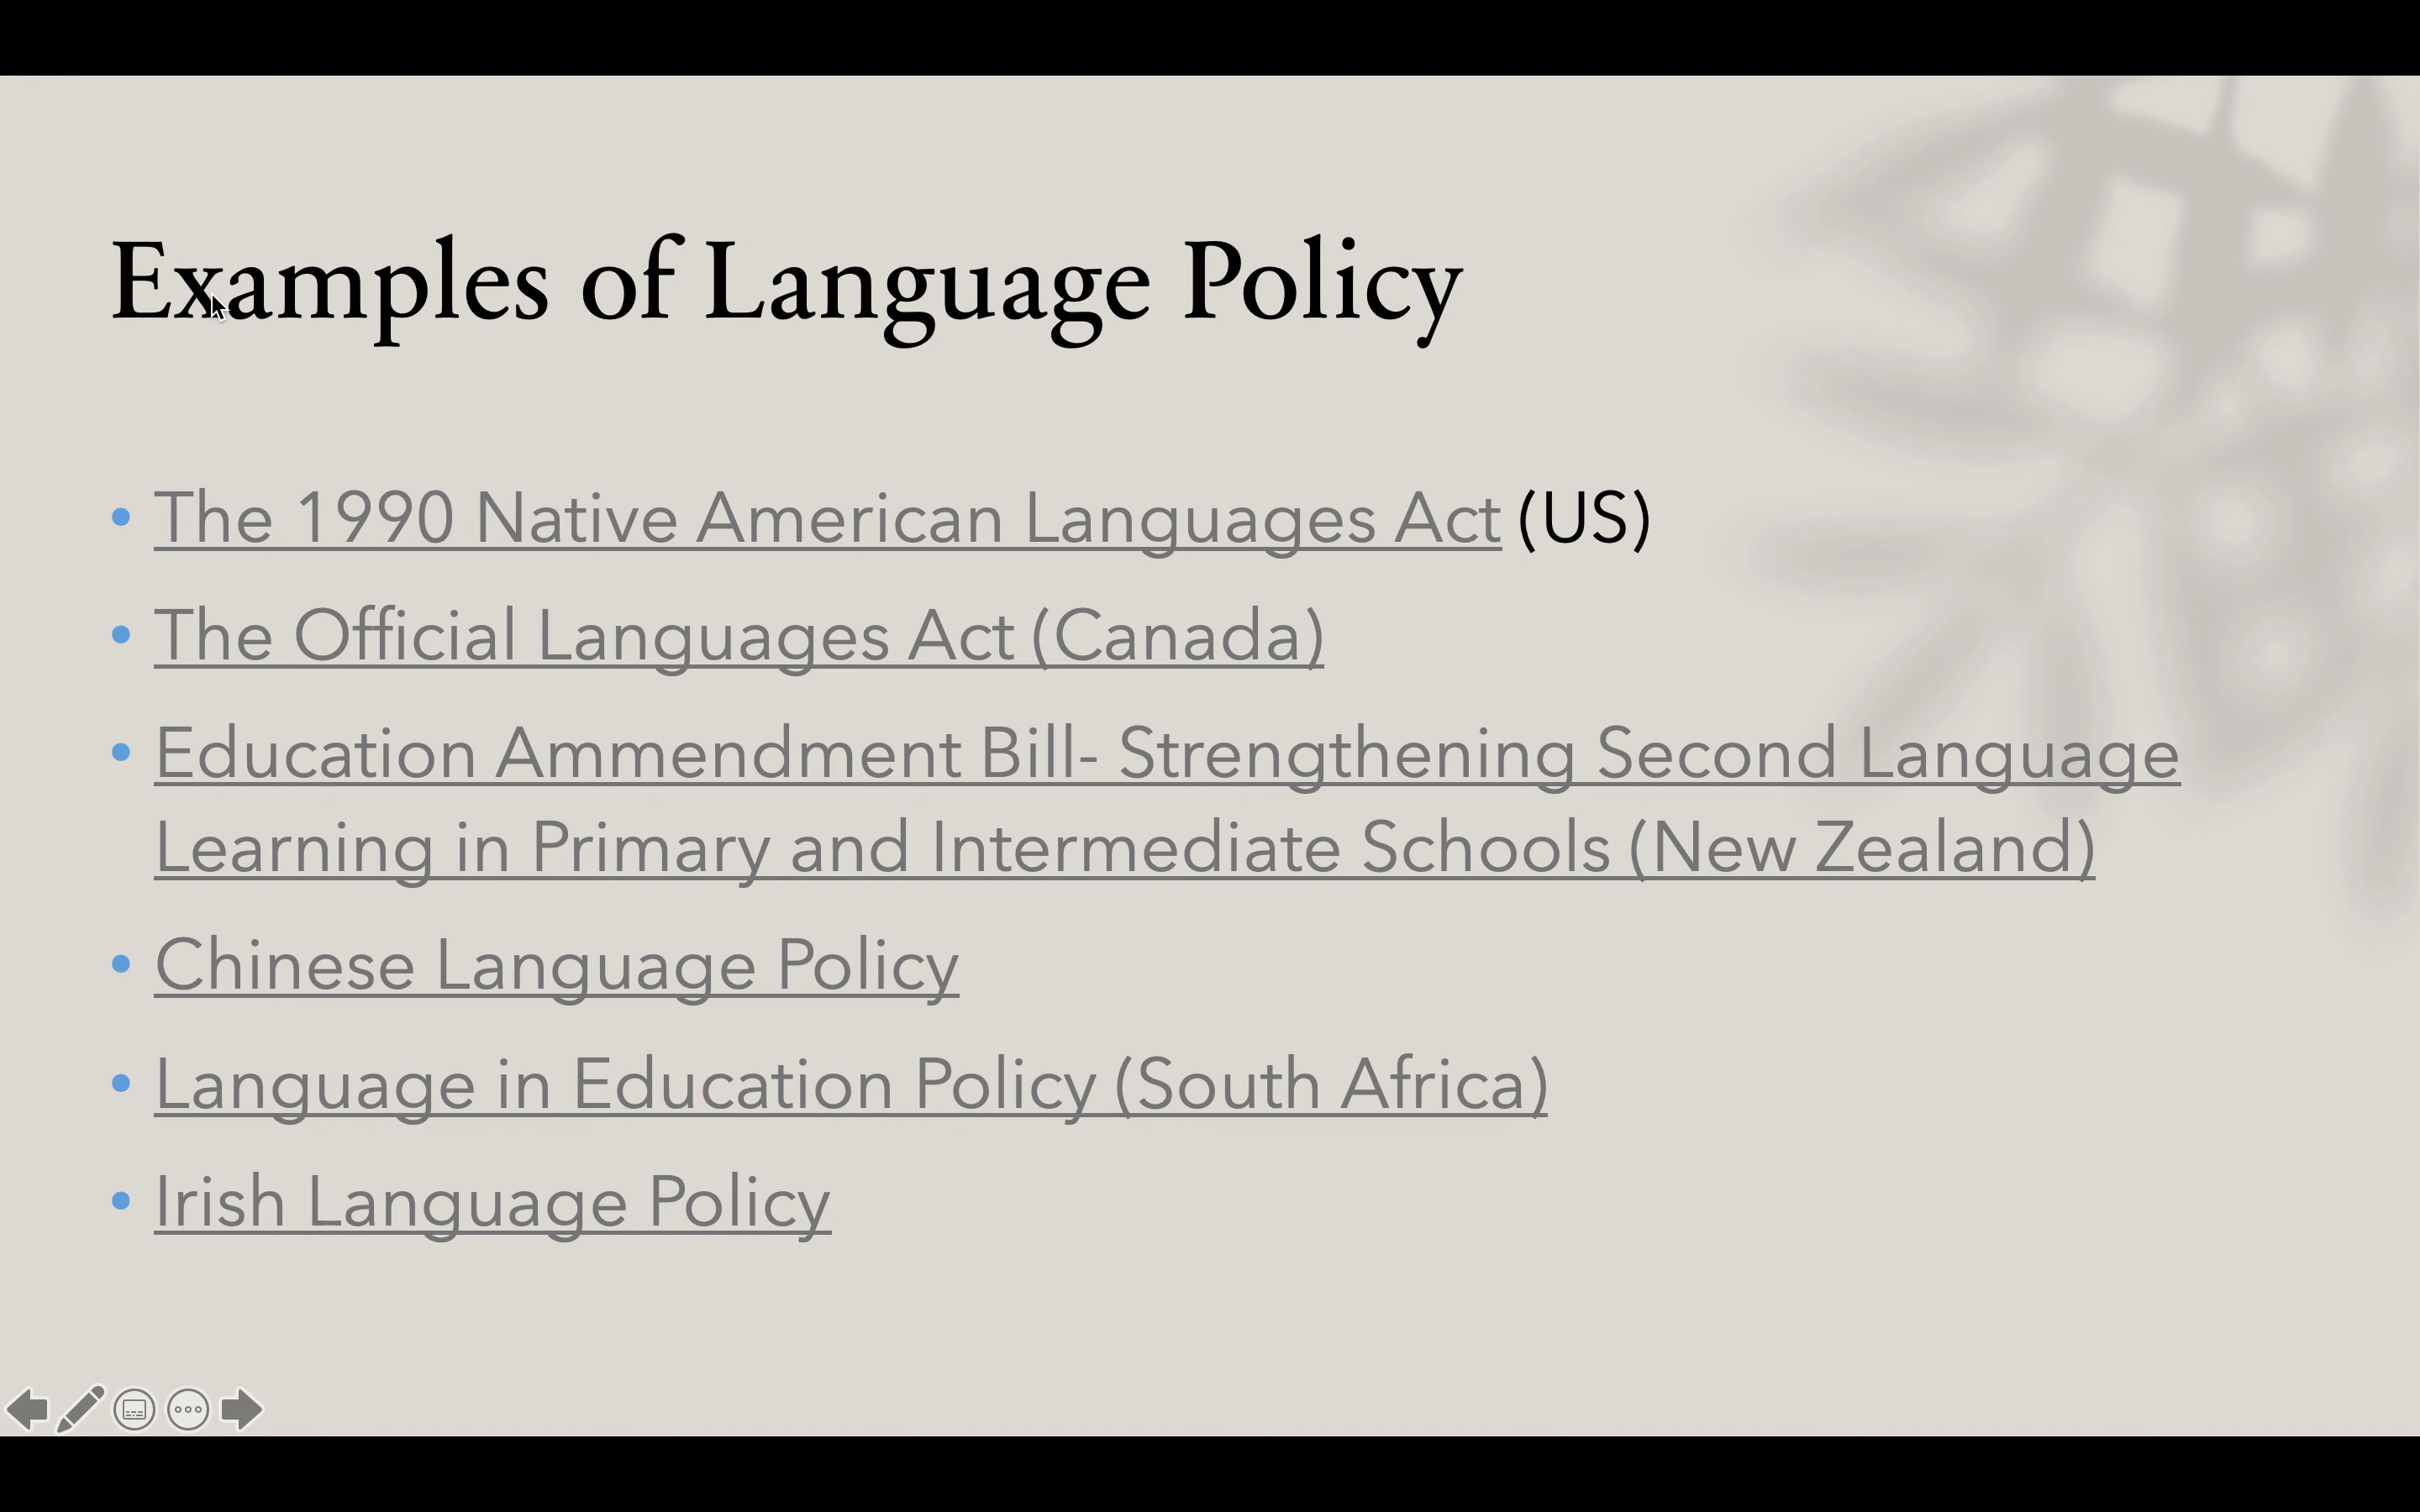 Examples of Language Policy
• The 1990 Native American Languages Act (US)
• The Official Languages Act (Canada)
• Education Ammendment Bill- Strengthening Second Language
Learning in Primary and Intermediate Schools (New Zealand)
• Chinese Language Policy
• Language in Education Policy (South Africa)
• Irish Language Policy